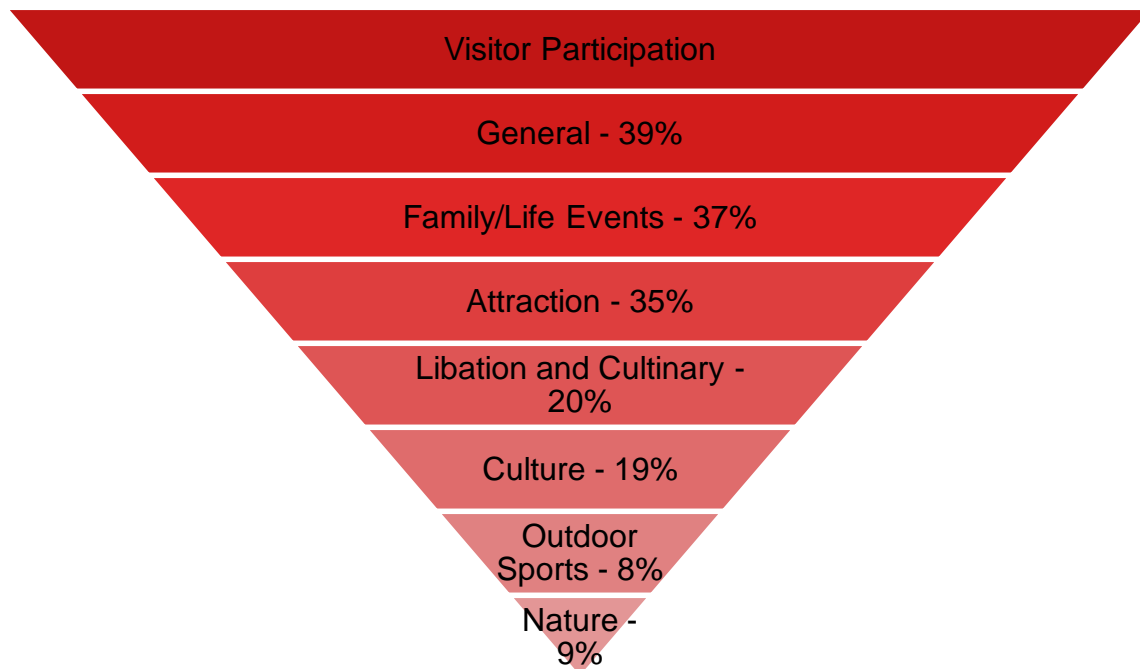 Visitor Participation
General - 39%
Family/Life Events - 37%
Attraction - 35%
Libation and Cultinary -
20%
Culture - 19%
Outdoor
Sports - 8%
Nature -
9%